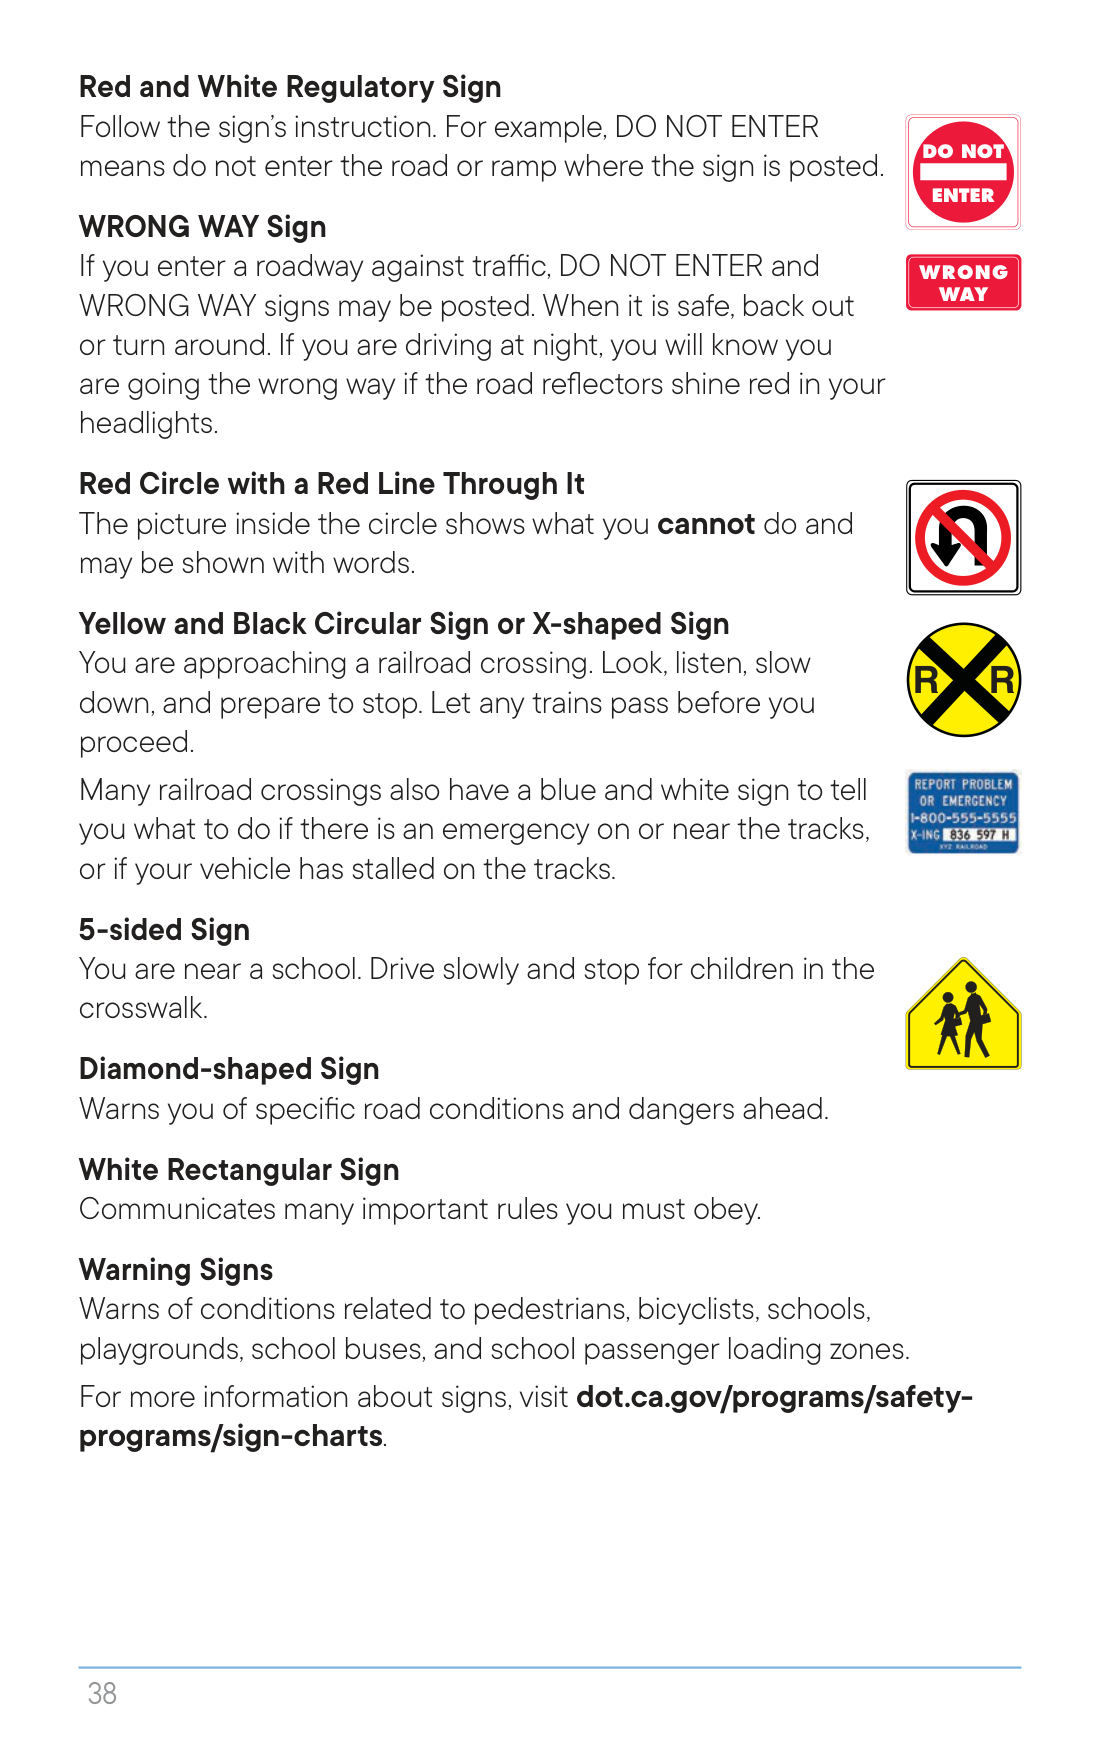 Red and White Regulatory Sign
Follow the sign's instruction. For example, DO NOT ENTER
means do not enter the road or ramp where the sign is posted.
DO NOT
ENTER
WRONG WAY Sign
If you enter a roadway against traffic, DO NOT ENTER and
WRONG WAY signs may be posted. When it is safe, back out
or turn around. If you are driving at night, you will know you
are going the wrong way if the road reflectors shine red in your
headlights.
WRONG
WAY
Red Circle with a Red Line Through It
The picture inside the circle shows what you cannot do and
may be shown with words.
Yellow and Black Circular Sign or X-shaped Sign
You are approaching a railroad crossing. Look, listen, slow
down, and prepare to stop. Let any trains pass before you
proceed.
R R
Many railroad crossings also have a blue and white sign to tell
you what to do if there is an emergency on or near the tracks,
or if your vehicle has stalled on the tracks.
REPORT PROBLEM
OR EMERGENCY
1-800-555-5555
X-ING 836 597 H
XYZ RAILROAD
5-sided Sign
You are near a school. Drive slowly and stop for children in the
crosswalk.
Diamond-shaped Sign
Warns you of specific road conditions and dangers ahead.
White Rectangular Sign
Communicates many important rules you must obey.
Warning Signs
Warns of conditions related to pedestrians, bicyclists, schools,
playgrounds, school buses, and school passenger loading zones.
For more information about signs, visit dot.ca.gov/programs/safety-
programs/sign-charts.
38